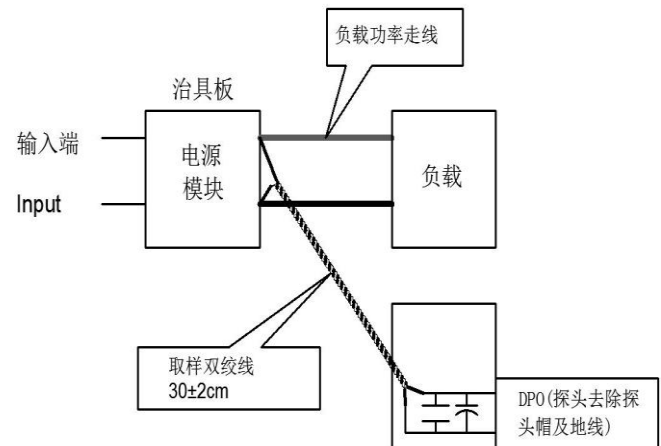 负载功率走线
治具板
输入端
Input
电源
模块
负载
取样双绞线
30±2cm
DPO(探头去除探
头帽及地线)